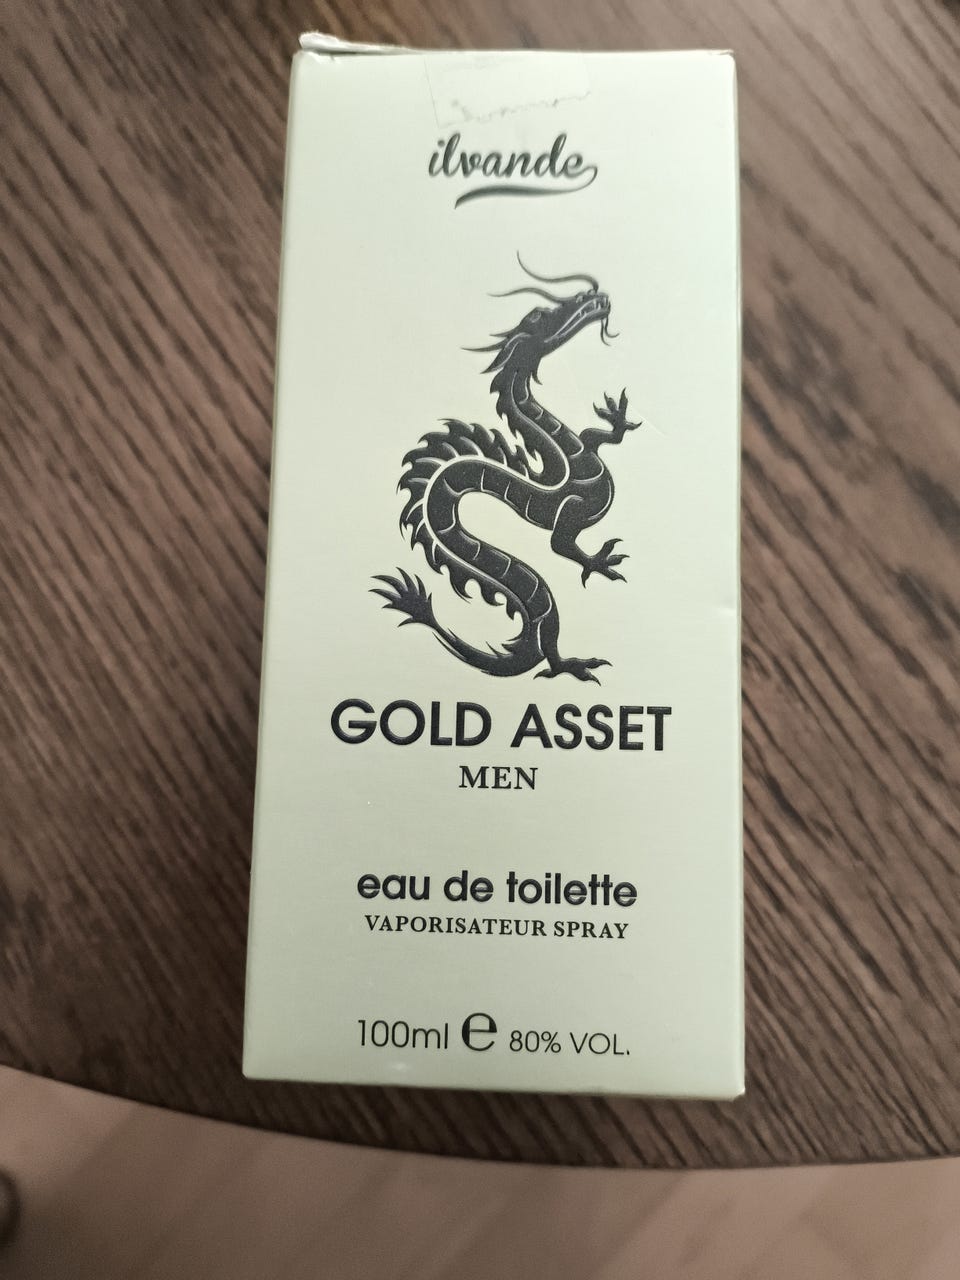 ilvande
GOLD ASSET
MEN
eau de toilette
VAPORISATEUR SPRAY
100ml e 80% VOL.